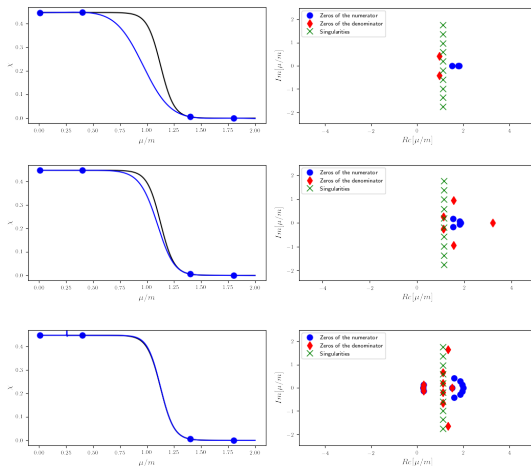 0.4
0.3
0.2
0.1
0.0
χ
0.00 0.25 0.50 0.75 1.00 1.25 1.50 1.75 2.00
μ/m
2
1
0
−1
−2
Im[μ/m]
Zeros of the numerator
Zeros of the denominator
Singularities
−4 −2 0 2 4
Re[μ/m]
0.4
0.3
0.2
0.1
0.0
χ
0.00 0.25 0.50 0.75 1.00 1.25 1.50 1.75 2.00
μ/m
2
1
0
−1
−2
Im[μ/m]
Zeros of the numerator
Zeros of the denominator
Singularities
−4 −2 0 2 4
Re[μ/m]
0.4
0.3
0.2
0.1
0.0
χ
0.00 0.25 0.50 0.75 1.00 1.25 1.50 1.75 2.00
μ/m
2
1
0
−1
−2
Im[μ/m]
Zeros of the numerator
Zeros of the denominator
Singularities
−4 −2 0 2 4
Re[μ/m]